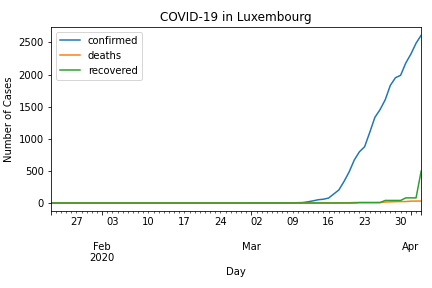 COVID-19 in Luxembourg
confirmed
deaths
recovered
Number of Cases
2500
2000
1500
1000
500
0
27 03 10 17 24 02 09 16 23 30
Feb Mar Apr
2020
Day